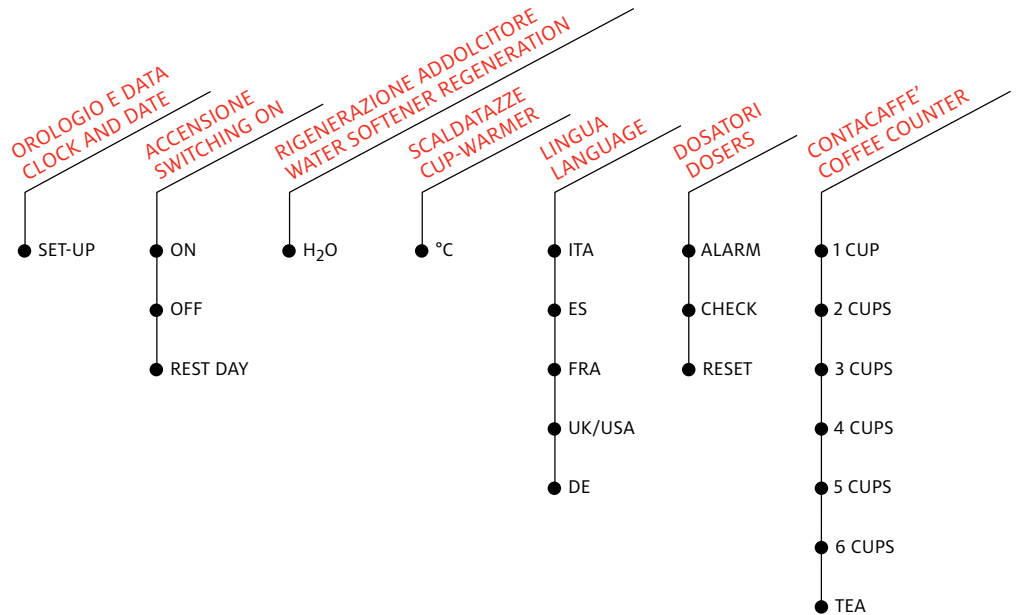 OROLOGIO E DATA
CLOCK AND DATE
SET-UP
ACCENSIONE
SWITCHING ON
ON
OFF
REST DAY
RIGENERAZIONE ADDOLCITORE
WATER SOFTENER REGENERATION
H₂O
SCALDATAZZE
CUP-WARMER
°C
LINGUA
LANGUAGE
ITA
ES
FRA
UK/USA
DE
DOSATORI
DOSERS
ALARM
CHECK
RESET
CONTACAFFE'
COFFEE COUNTER
1 CUP
2 CUPS
3 CUPS
4 CUPS
5 CUPS
6 CUPS
TEA